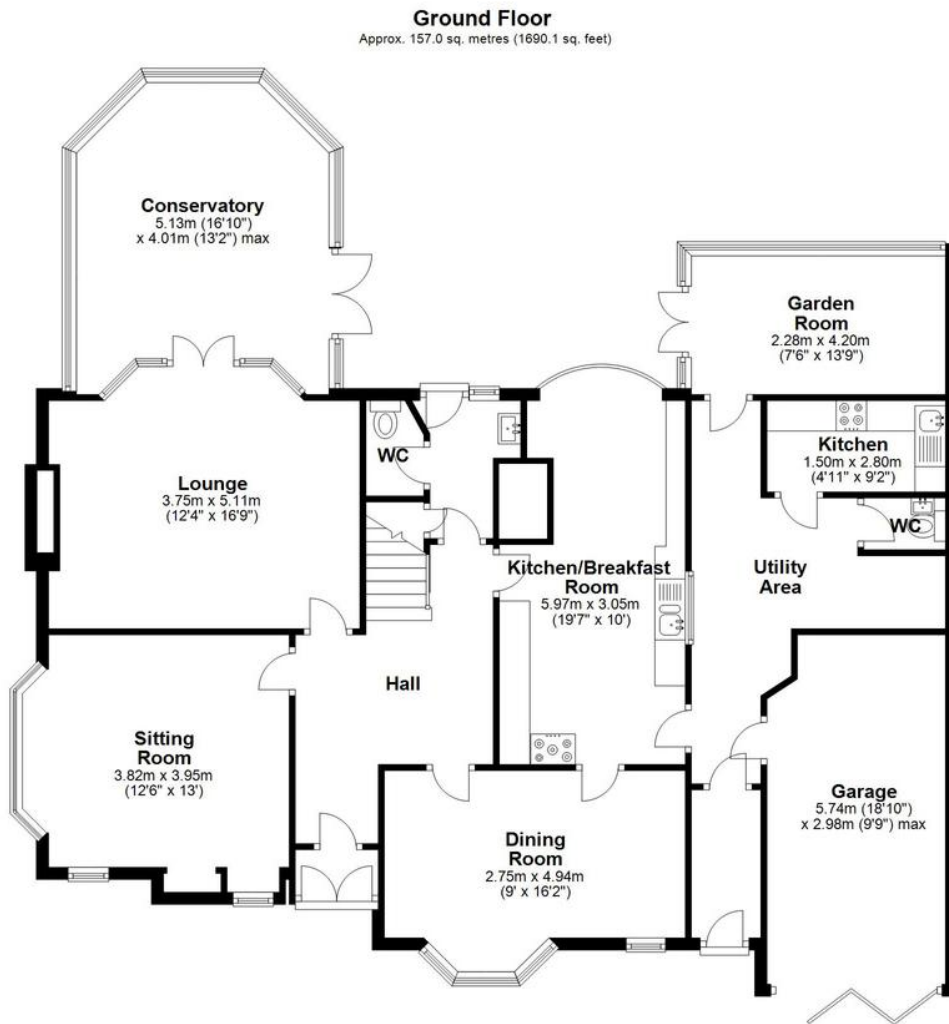 Ground Floor
Approx. 157.0 sq. metres (1690.1 sq. feet)
Conservatory
5.13m (16'10")
x 4.01m (13'2") max
Garden
Room
2.28m x 4.20m
(7'6" x 13'9")
Kitchen
1.50m x 2.80m
(4'11" x 9'2")
WC
Lounge
3.75m x 5.11m
(12'4" x 16'9")
WC
Kitchen/Breakfast
Room
5.97m x 3.05m
(19'7" x 10')
Utility
Area
Hall
Sitting
Room
3.82m x 3.95m
(12'6" x 13')
Garage
5.74m (18'10")
x 2.98m (9'9") max
Dining
Room
2.75m x 4.94m
(9' x 16'2")